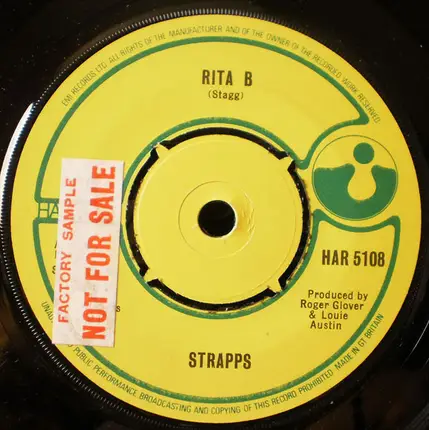 EMI RECORDS LTD. ALL RIGHTS OF THE MANUFACTURER AND OF THE OWNER OF THE RECORDED WORK RESERVED
RITA B
(Stagg)
HA
FACTORY SAMPLE
NOT FOR SALE
HAR 5108
Produced by
Roger Glover
& Louie
Austin
STRAPPS
PUBLIC PERFORMANCE BROADCASTING AND COPYING OF THIS RECORD PROHIBITED · MADE IN GT BRITAIN